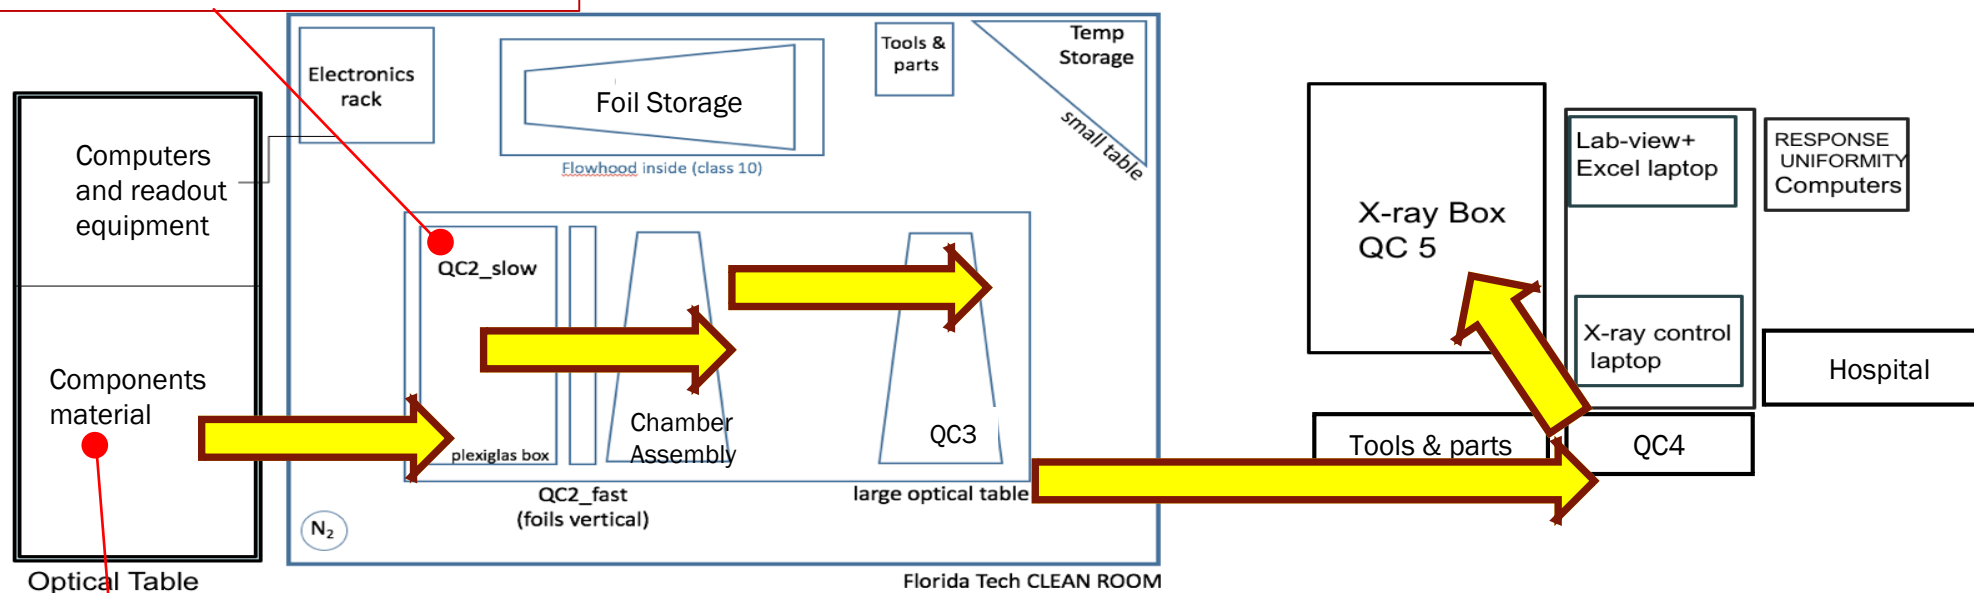 Computers
and readout
equipment
Components
material
Optical Table
Electronics
rack
Foil Storage
Flowhood inside (class 10)
Tools &
parts
Temp
Storage
small table
QC2_slow
plexiglas box
QC2_fast
(foils vertical)
Chamber
Assembly
QC3
large optical table
N2
Florida Tech CLEAN ROOM
X-ray Box
QC 5
Lab-view+
Excel laptop
RESPONSE
UNIFORMITY
Computers
X-ray control
laptop
Hospital
Tools & parts
QC4